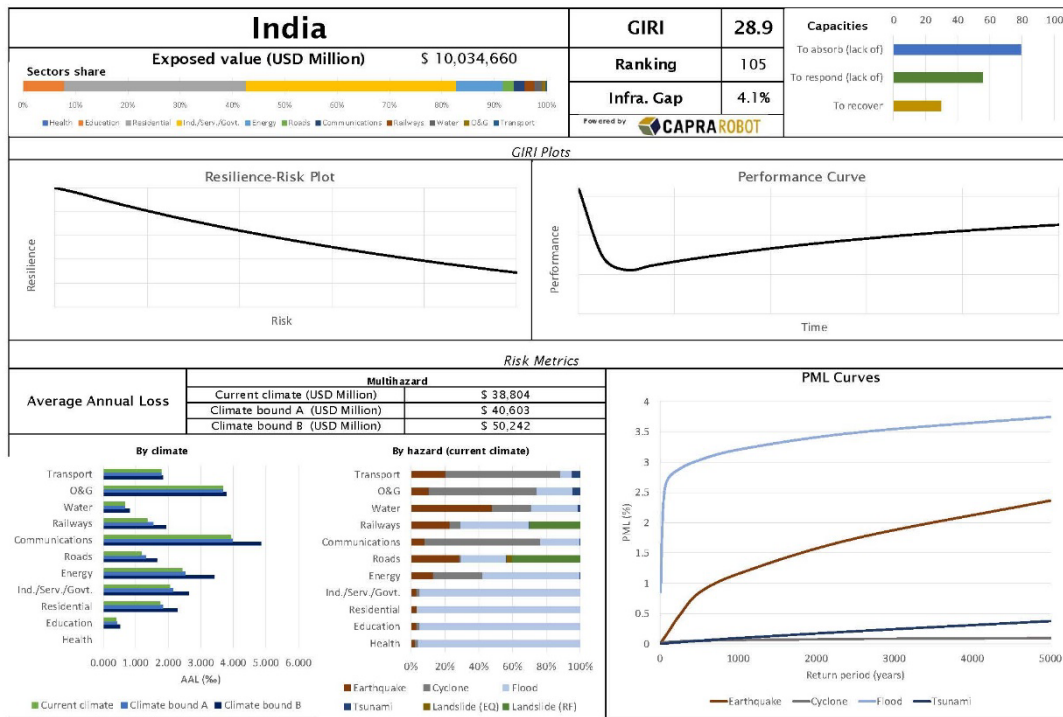 India
Exposed value (USD Million) $ 10,034,660
Sectors share
0% 10% 20% 30% 40% 50% 60% 70% 80% 90% 100%
Health Education Residential Ind./Serv./Govt. Energy Roads Communications Railways Water O&G Transport
GIRI 28.9
Ranking 105
Infra. Gap 4.1%
Powered by CAPRA ROBOT
Capacities
0 20 40 60 80 100
To absorb (lack of)
To respond (lack of)
To recover
GIRI Plots
Resilience-Risk Plot
Resilience
Risk
Performance Curve
Performance
Time
Risk Metrics
Average Annual Loss
Multihazard
Current climate (USD Million) $ 38,804
Climate bound A (USD Million) $ 40,603
Climate bound B (USD Million) $ 50,242
By climate
Transport
O&G
Water
Railways
Communications
Roads
Energy
Ind./Serv./Govt.
Residential
Education
Health
0.000 1.000 2.000 3.000 4.000 5.000 6.000
AAL (‰)
Current climate Climate bound A Climate bound B
By hazard (current climate)
Transport
O&G
Water
Railways
Communications
Roads
Energy
Ind./Serv./Govt.
Residential
Education
Health
0% 20% 40% 60% 80% 100%
Earthquake Cyclone Flood
Tsunami Landslide (EQ) Landslide (RF)
PML Curves
PML (%)
4
3.5
3
2.5
2
1.5
1
0.5
0
0 1000 2000 3000 4000 5000
Return period (years)
Earthquake Cyclone Flood Tsunami